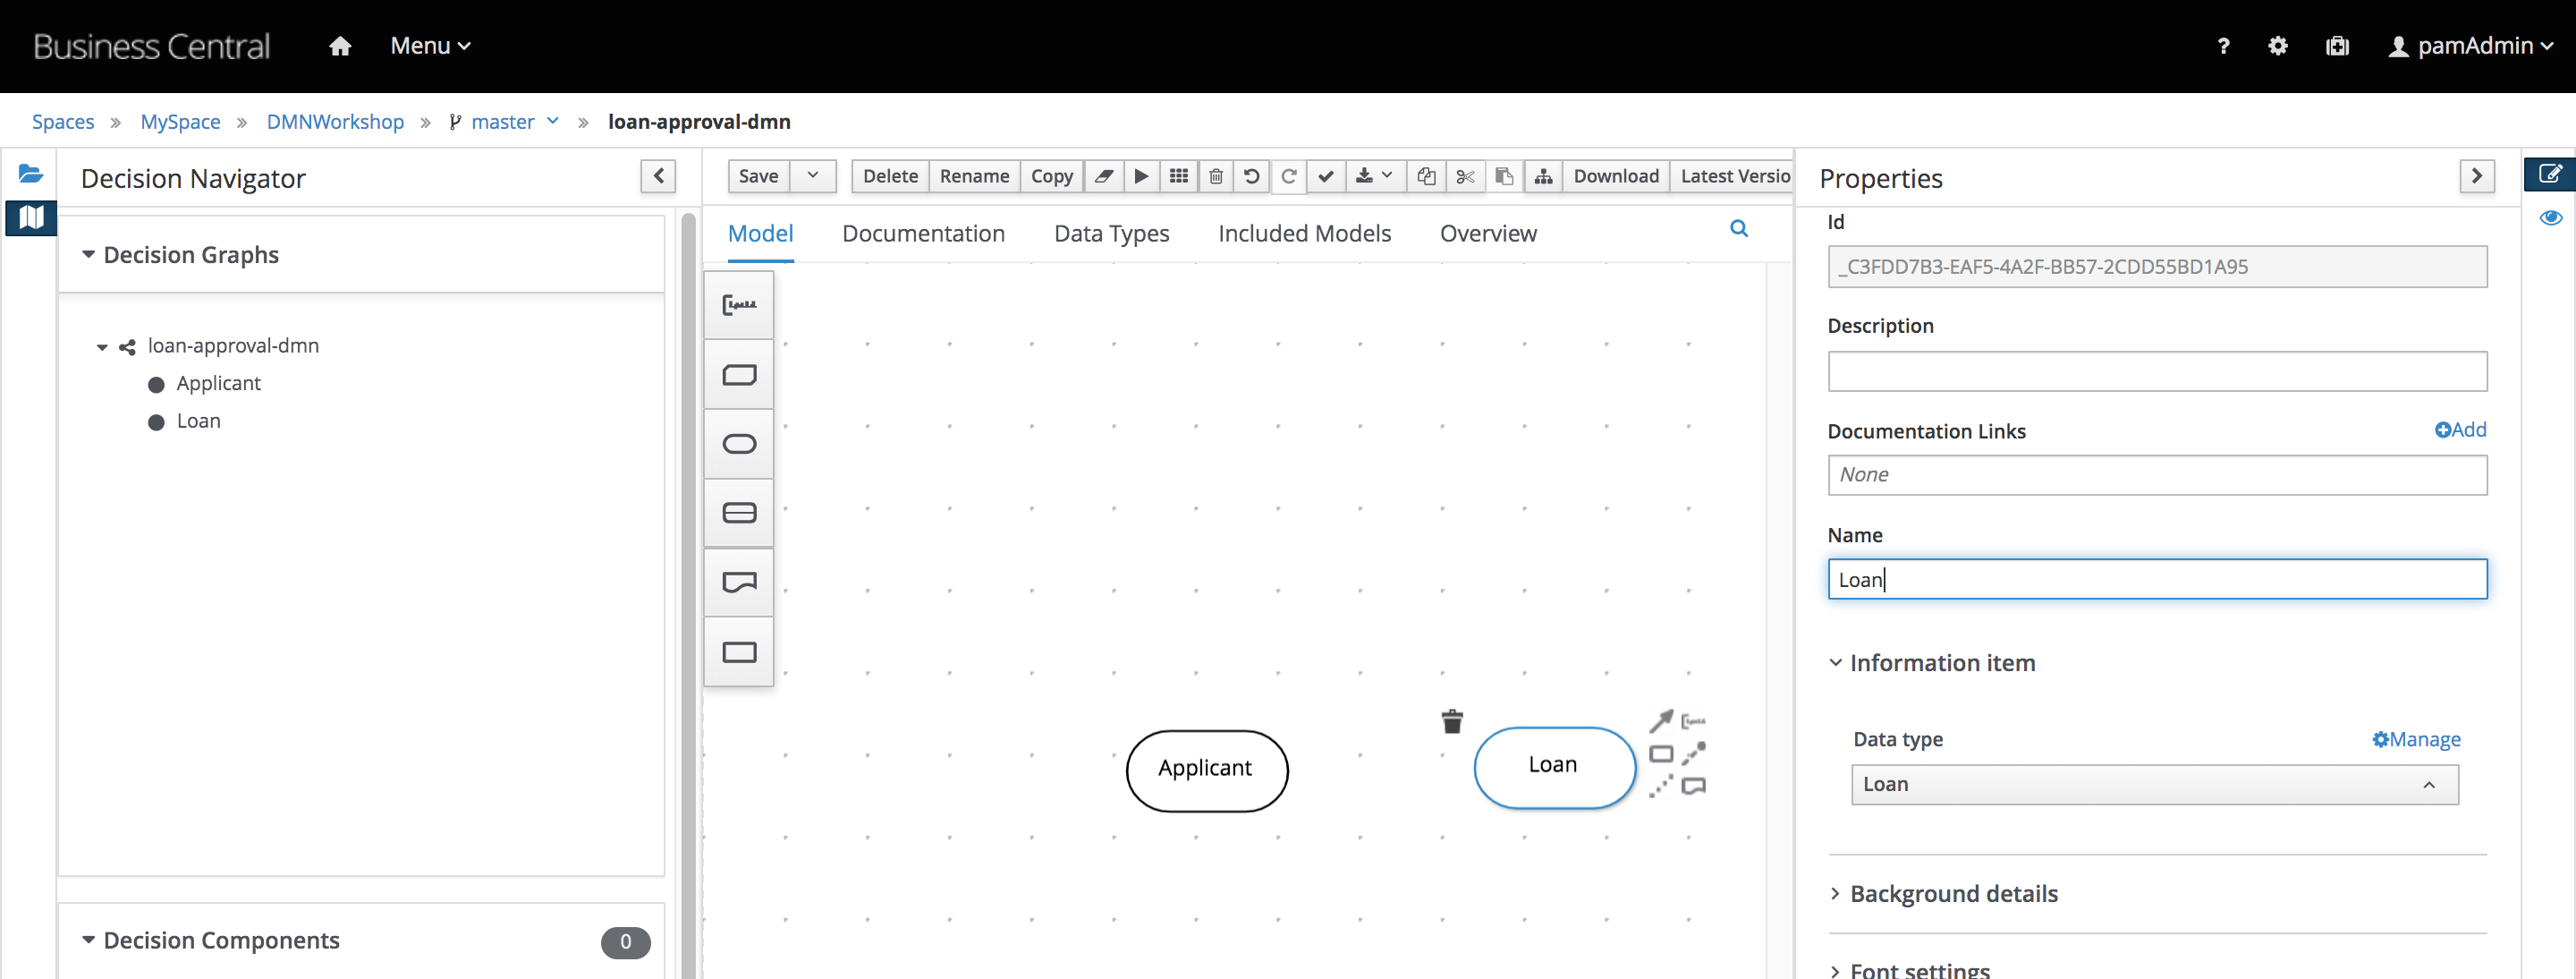 Business Central
Menu
?
pamAdmin
Spaces » MySpace » DMNWorkshop » master » loan-approval-dmn
Decision Navigator
Decision Graphs
loan-approval-dmn
Applicant
Loan
Decision Components
0
Save
Delete
Rename
Copy
Download
Latest Versio
Model
Documentation
Data Types
Included Models
Overview
Applicant
Loan
Properties
Id
_C3FDD7B3-EAF5-4A2F-BB57-2CDD55BD1A95
Description
Documentation Links
Add
None
Name
Loan
Information item
Data type
Manage
Loan
Background details
Font settings